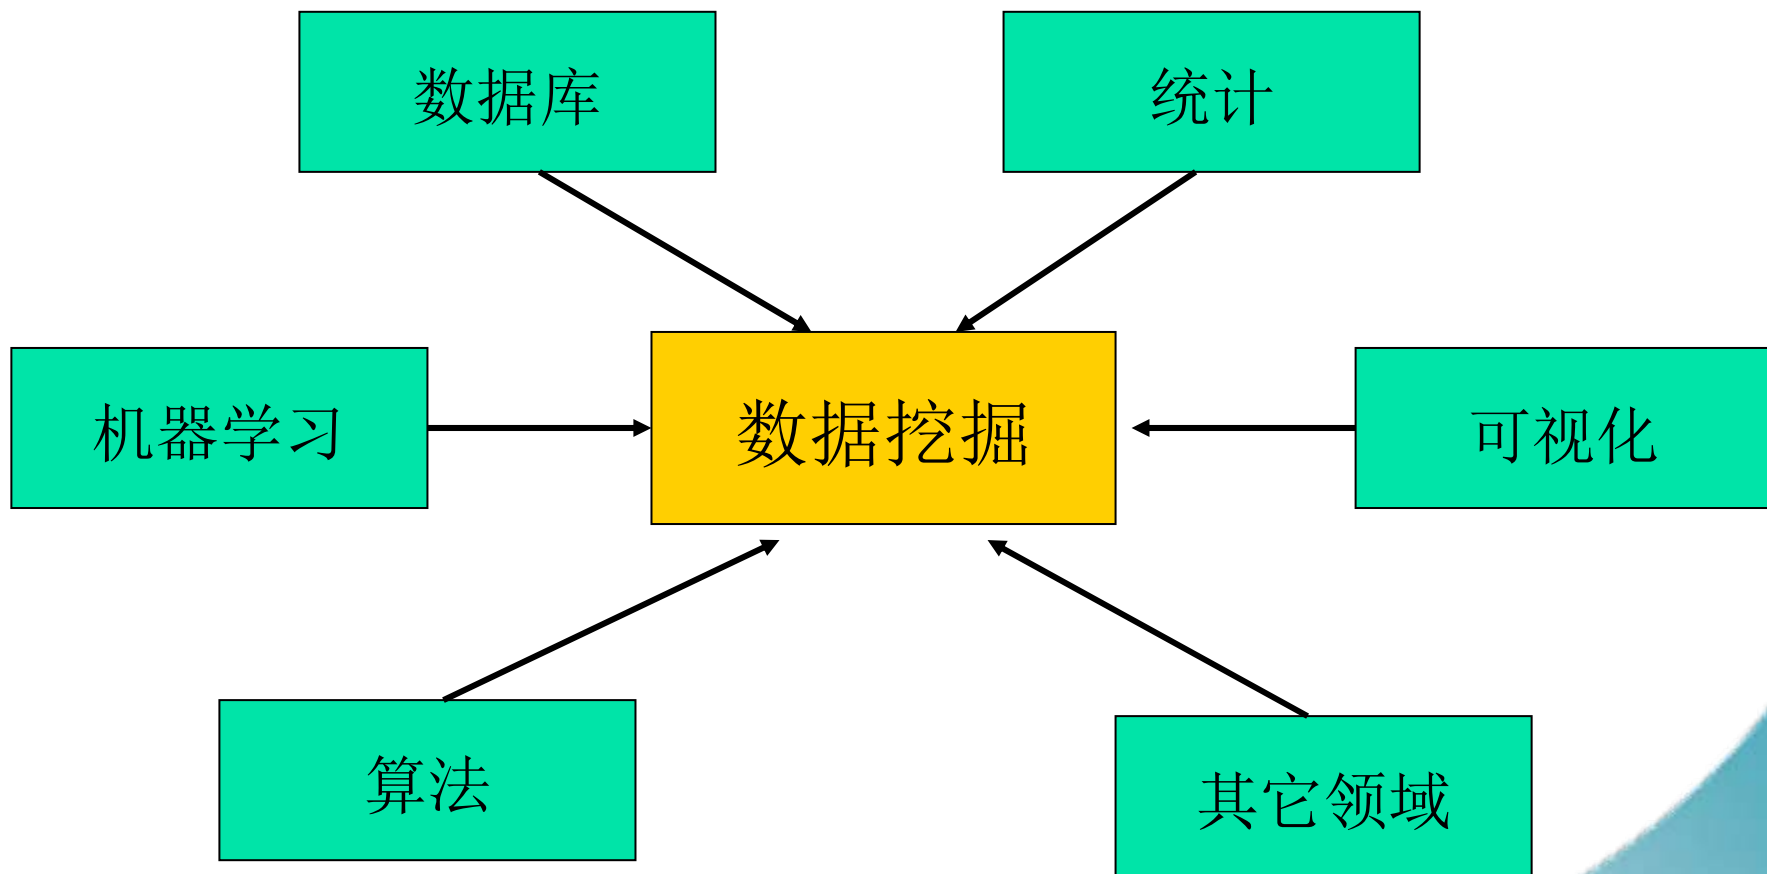 数据库
统计
机器学习
数据挖掘
可视化
算法
其它领域